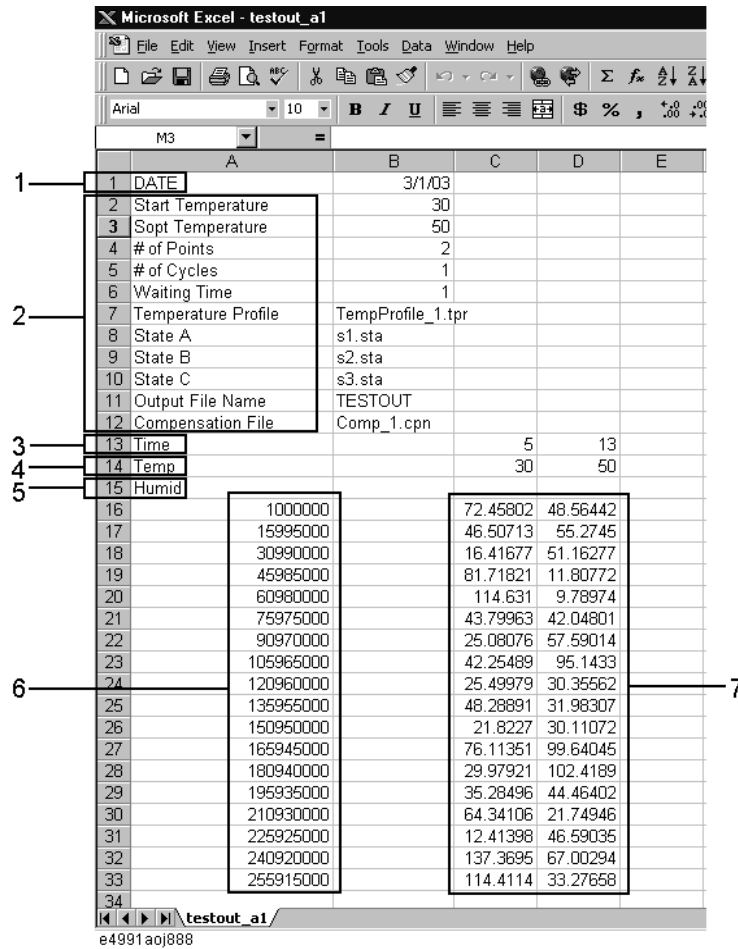 Microsoft Excel - testout_a1
File Edit View Insert Format Tools Data Window Help
Arial 10 B I U $ % ,
M3 =
A B C D E
1 1 DATE 3/1/03
2 Start Temperature 30
3 Sopt Temperature 50
4 # of Points 2
5 # of Cycles 1
6 Waiting Time 1
2 7 Temperature Profile TempProfile_1.tpr
8 State A s1.sta
9 State B s2.sta
10 State C s3.sta
11 Output File Name TESTOUT
12 Compensation File Comp_1.cpn
3 13 Time 5 13
4 14 Temp 30 50
5 15 Humid
16 1000000 72.45802 48.56442
17 15995000 46.50713 55.2745
18 30990000 16.41677 51.16277
19 45985000 81.71821 11.80772
20 60980000 114.631 9.78974
21 75975000 43.79963 42.04801
22 90970000 25.08076 57.59014
23 105965000 42.25489 95.1433
6 24 120960000 25.49979 30.35562 7
25 135955000 48.28891 31.98307
26 150950000 21.8227 30.11072
27 165945000 76.11351 99.64045
28 180940000 29.97921 102.4189
29 195935000 35.28496 44.46402
30 210930000 64.34106 21.74946
31 225925000 12.41398 46.59035
32 240920000 137.3695 67.00294
33 255915000 114.4114 33.27658
34
testout_a1
e4991aoj888